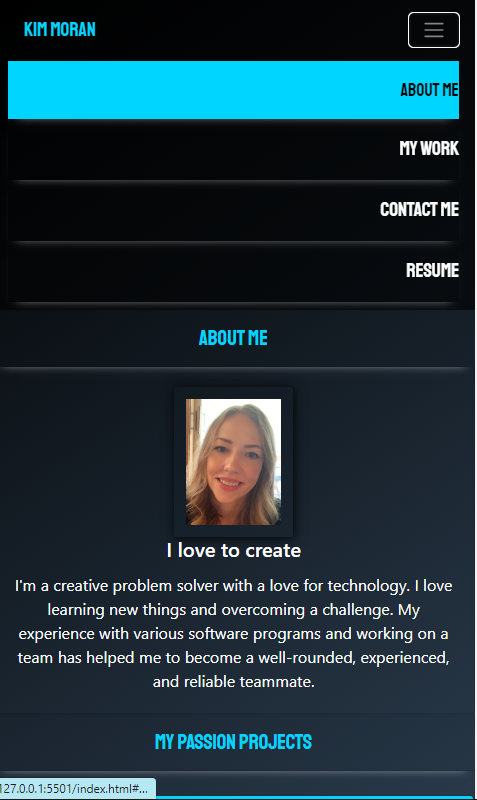 KIM MORAN
ABOUT ME
MY WORK
CONTACT ME
RESUME
ABOUT ME
I love to create
I'm a creative problem solver with a love for technology. I love
learning new things and overcoming a challenge. My
experience with various software programs and working on a
team has helped me to become a well-rounded, experienced,
and reliable teammate.
MY PASSION PROJECTS
127.0.0.1:5501/index.html#...